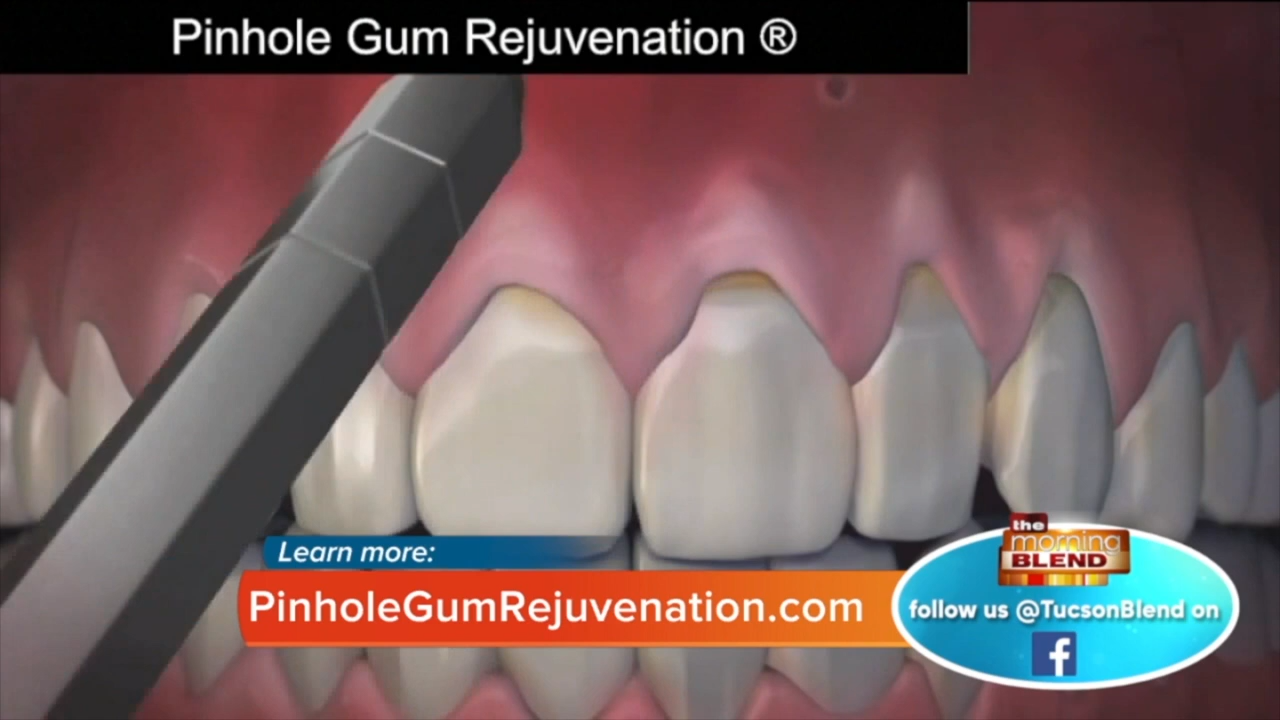 Pinhole Gum Rejuvenation ®
Learn more:
PinholeGumRejuvenation.com
the
morning
BLEND
follow us @TucsonBlend on
f